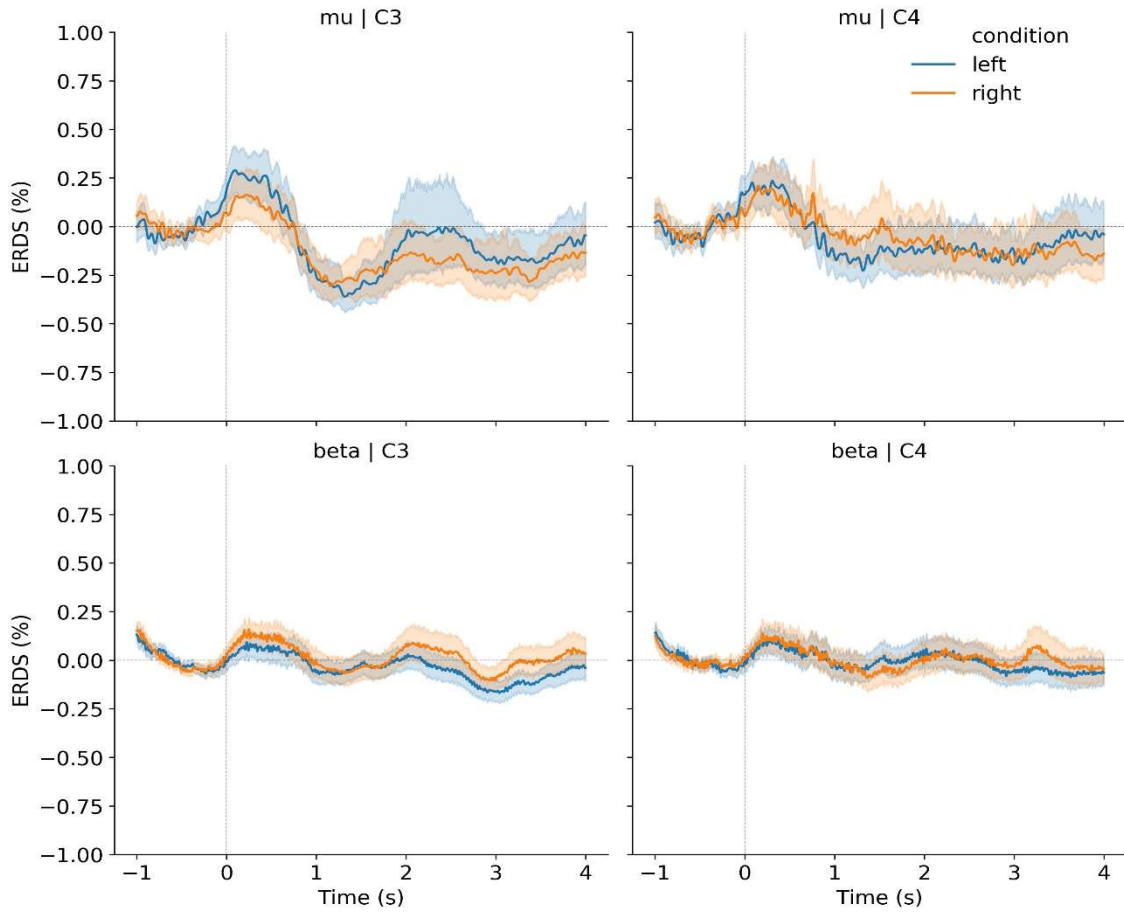 mu | C3
mu | C4
condition
left
right
1.00
0.75
0.50
0.25
0.00
−0.25
−0.50
−0.75
−1.00
ERDS (%)
beta | C3
beta | C4
1.00
0.75
0.50
0.25
0.00
−0.25
−0.50
−0.75
−1.00
ERDS (%)
−1 0 1 2 3 4
−1 0 1 2 3 4
Time (s)
Time (s)